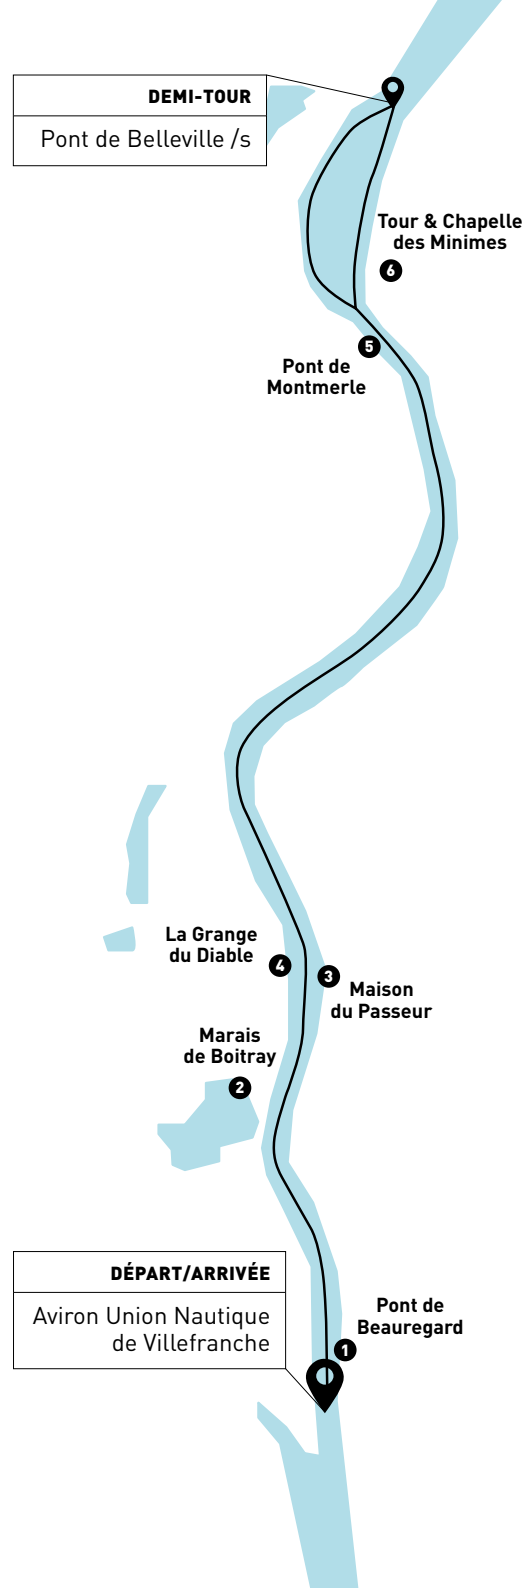 DEMI-TOUR
Pont de Belleville /s
Tour & Chapelle
des Minimes
6
5
Pont de
Montmerle
La Grange
du Diable
4
3
Maison
du Passeur
Marais
de Boitray
2
DÉPART/ARRIVÉE
Aviron Union Nautique
de Villefranche
Pont de
Beauregard
1